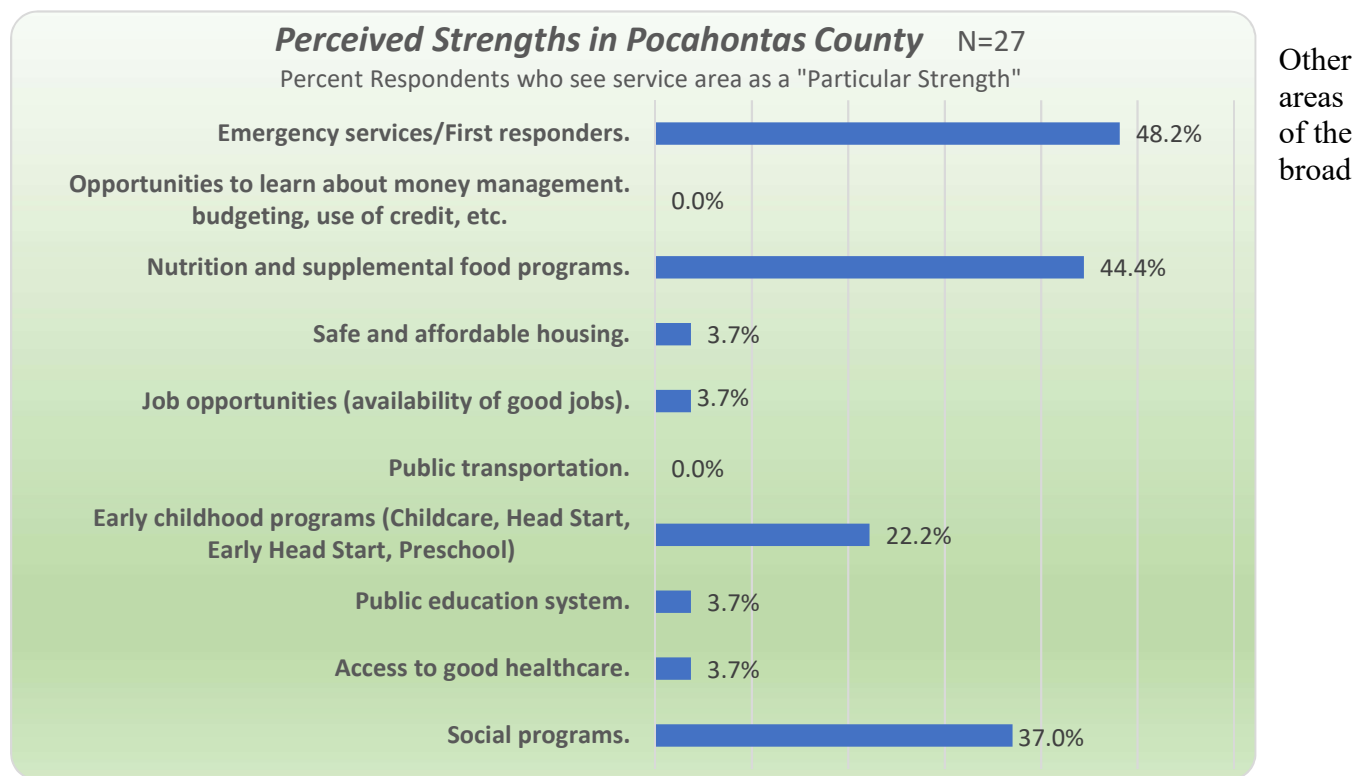 Perceived Strengths in Pocahontas County N=27
Percent Respondents who see service area as a "Particular Strength"
Emergency services/First responders. 48.2%
Opportunities to learn about money management.
budgeting, use of credit, etc. 0.0%
Nutrition and supplemental food programs. 44.4%
Safe and affordable housing. 3.7%
Job opportunities (availability of good jobs). 3.7%
Public transportation. 0.0%
Early childhood programs (Childcare, Head Start,
Early Head Start, Preschool) 22.2%
Public education system. 3.7%
Access to good healthcare. 3.7%
Social programs. 37.0%
Other
areas
of the
broad